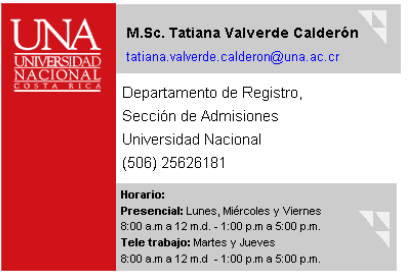 UNA
UNIVERSIDAD
NACIONAL
COSTA RICA
M.Sc. Tatiana Valverde Calderón
tatiana.valverde.calderon@una.ac.cr
Departamento de Registro,
Sección de Admisiones
Universidad Nacional
(506) 25626181
Horario:
Presencial: Lunes, Miércoles y Viernes
8:00 a.m a 12 m.d. - 1:00 p.m a 5:00 p.m.
Tele trabajo: Martes y Jueves
8:00 a.m a 12 m.d - 1:00 p.m a 5:00 p.m.